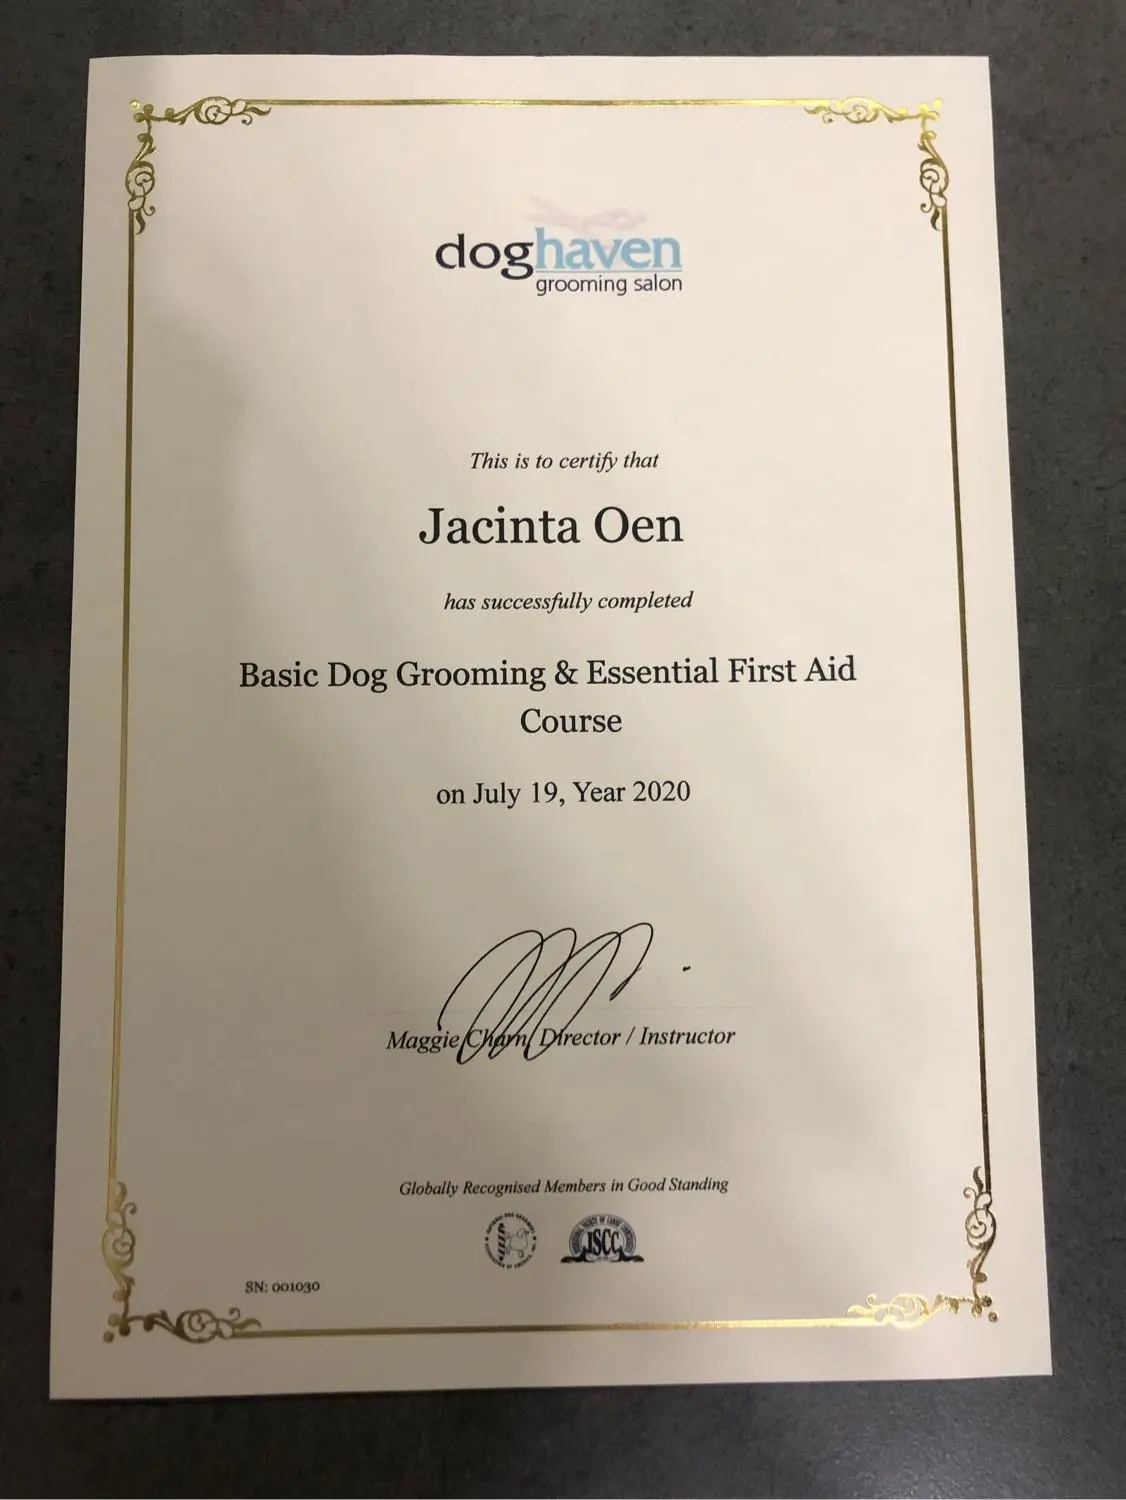 doghaven
grooming salon
This is to certify that
Jacinta Oen
has successfully completed
Basic Dog Grooming & Essential First Aid
Course
on July 19, Year 2020
Maggie Charn, Director / Instructor
Globally Recognised Members in Good Standing
ISCC
SN: 001030